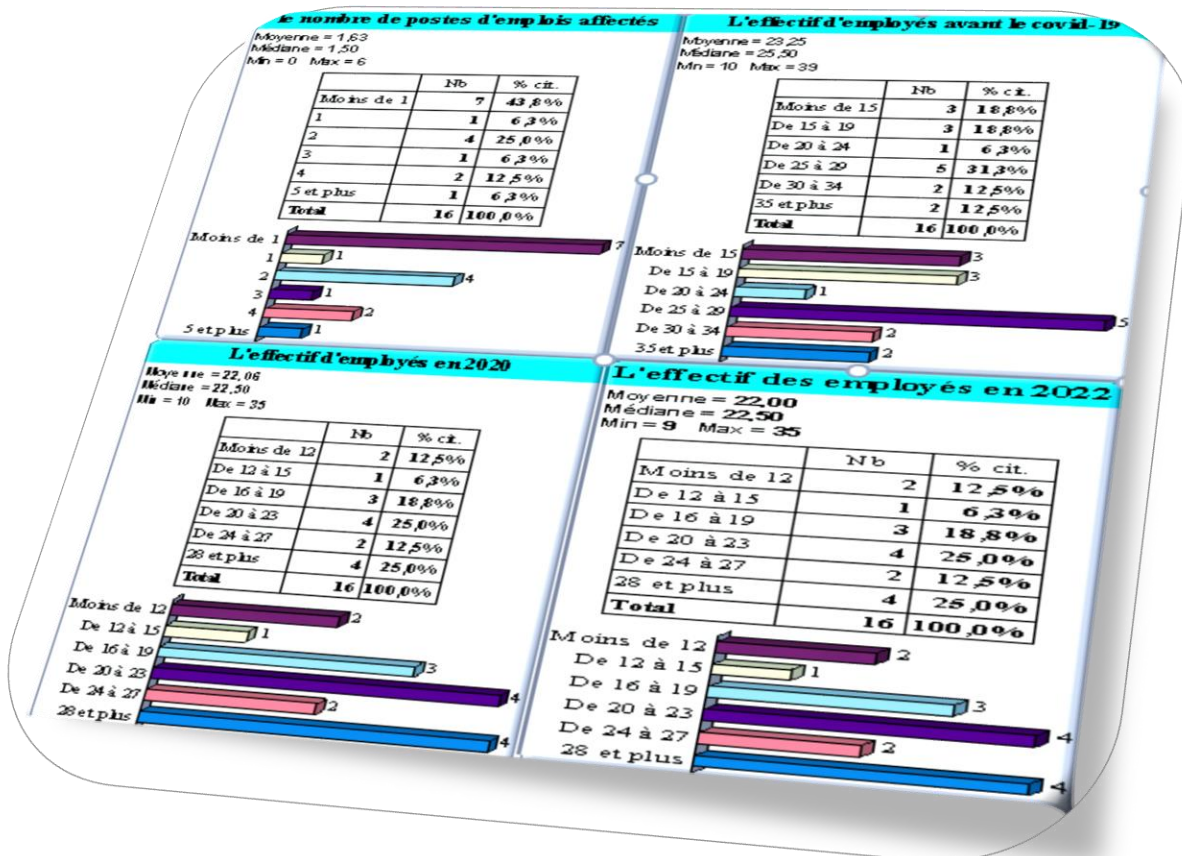 le nombre de postes d'emplois affectés
Moyenne = 1,63
Médiane = 1,50
Min = 0 Max = 6
Nb % cit.
Moins de 1 7 43,8%
1 1 6,3%
2 4 25,0%
3 1 6,3%
4 2 12,5%
5 et plus 1 6,3%
Total 16 100,0%
Moins de 1 7
1 1
2 4
3 1
4 2
5 et plus 1
L'effectif d'employés avant le covid-19
Moyenne = 23,25
Médiane = 25,50
Min = 10 Max = 39
Nb % cit.
Moins de 15 3 18,8%
De 15 à 19 3 18,8%
De 20 à 24 1 6,3%
De 25 à 29 5 31,3%
De 30 à 34 2 12,5%
35 et plus 2 12,5%
Total 16 100,0%
Moins de 15 3
De 15 à 19 3
De 20 à 24 1
De 25 à 29 5
De 30 à 34 2
35 et plus 2
L'effectif d'employés en 2020
Moyenne = 22,06
Médiane = 22,50
Min = 10 Max = 35
Nb % cit.
Moins de 12 2 12,5%
De 12 à 15 1 6,3%
De 16 à 19 3 18,8%
De 20 à 23 4 25,0%
De 24 à 27 2 12,5%
28 et plus 4 25,0%
Total 16 100,0%
Moins de 12 2
De 12 à 15 1
De 16 à 19 3
De 20 à 23 4
De 24 à 27 2
28 et plus 4
L'effectif des employés en 2022
Moyenne = 22,00
Médiane = 22,50
Min = 9 Max = 35
Nb % cit.
Moins de 12 2 12,5%
De 12 à 15 1 6,3%
De 16 à 19 3 18,8%
De 20 à 23 4 25,0%
De 24 à 27 2 12,5%
28 et plus 4 25,0%
Total 16 100,0%
Moins de 12 2
De 12 à 15 1
De 16 à 19 3
De 20 à 23 4
De 24 à 27 2
28 et plus 4